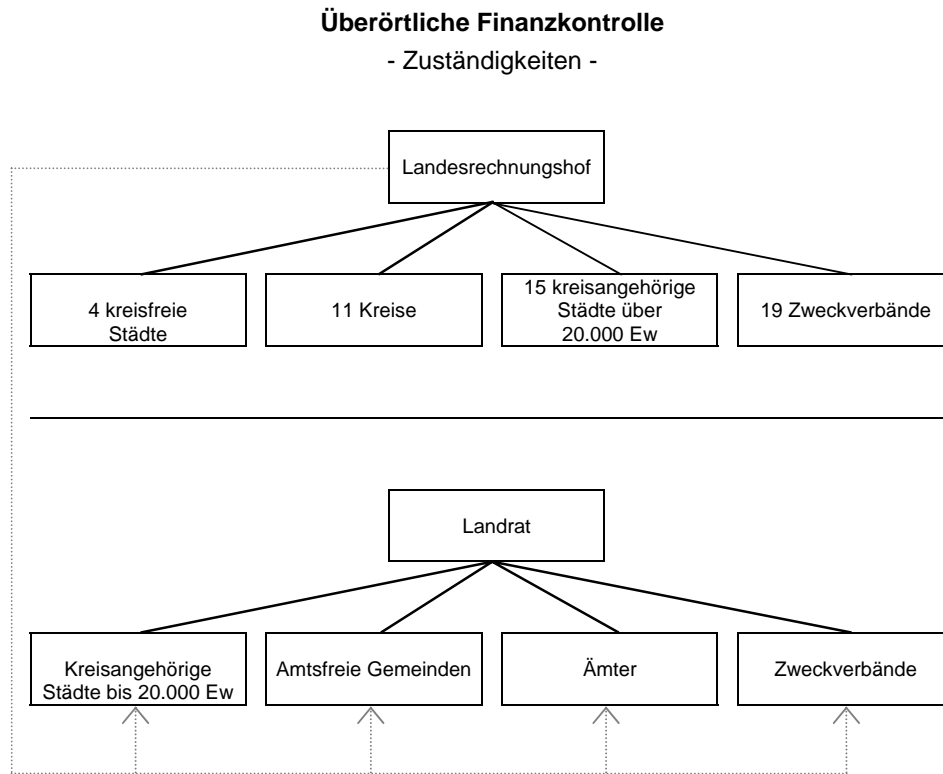 Überörtliche Finanzkontrolle
- Zuständigkeiten -
Landesrechnungshof
4 kreisfreie
Städte
11 Kreise
15 kreisangehörige
Städte über
20.000 Ew
19 Zweckverbände
Landrat
Kreisangehörige
Städte bis 20.000 Ew
Amtsfreie Gemeinden
Ämter
Zweckverbände